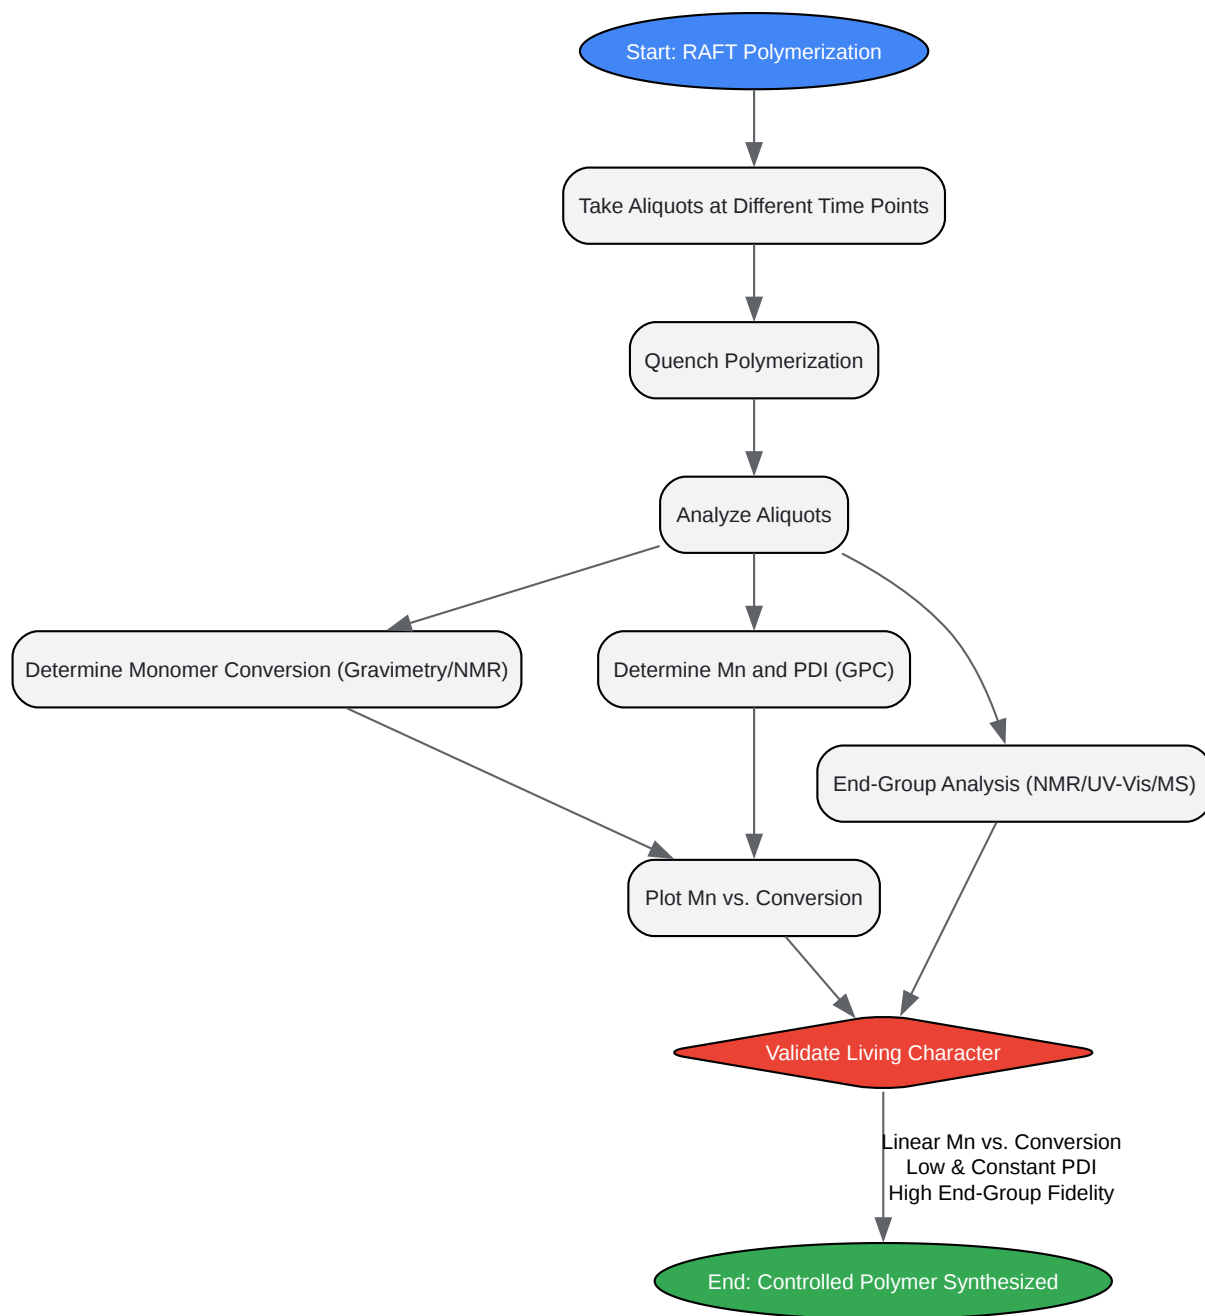 Start: RAFT Polymerization
Take Aliquots at Different Time Points
Quench Polymerization
Analyze Aliquots
Determine Monomer Conversion (Gravimetry/NMR)
Determine Mn and PDI (GPC)
End-Group Analysis (NMR/UV-Vis/MS)
Plot Mn vs. Conversion
Validate Living Character
Linear Mn vs. Conversion
Low & Constant PDI
High End-Group Fidelity
End: Controlled Polymer Synthesized